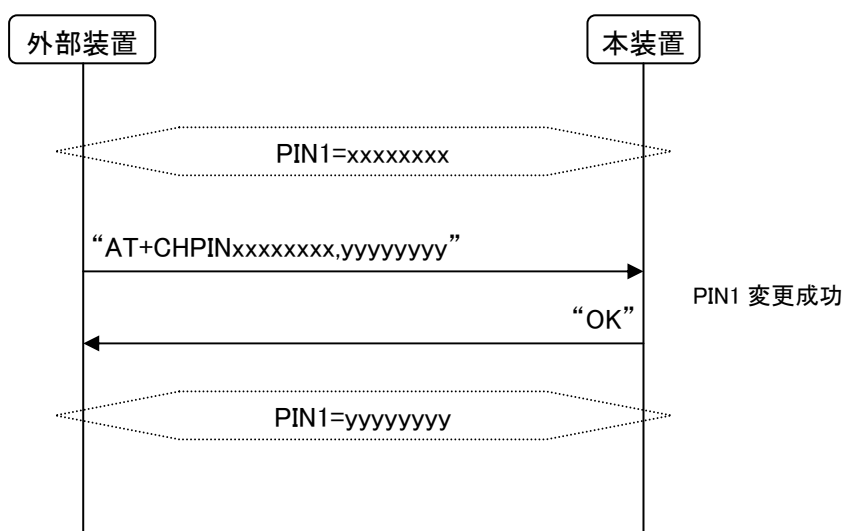 外部装置
本装置
PIN1=xxxxxxxx
“AT+CHPINxxxxxxxx,yyyyyyyy”
PIN1 変更成功
“OK”
PIN1=yyyyyyyy